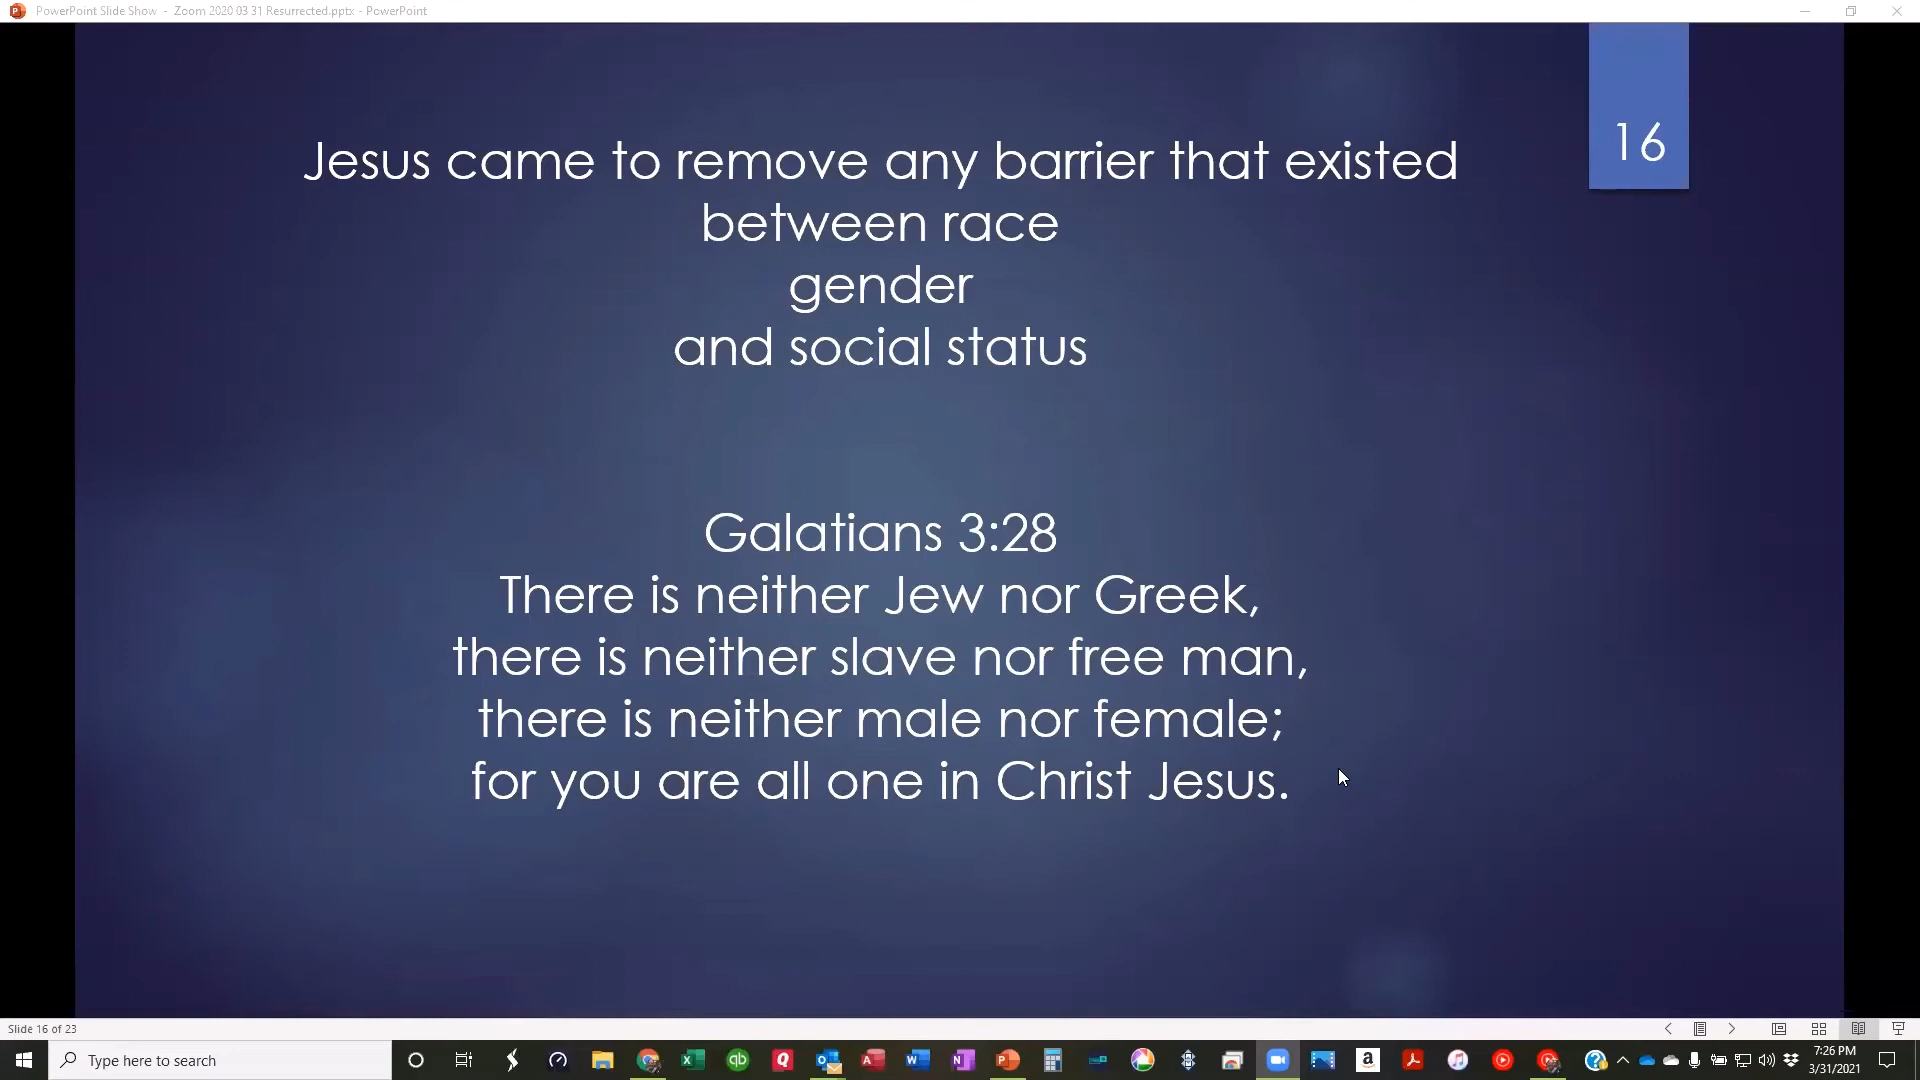 PowerPoint Slide Show - Zoom 2020 03 31 Resurrected.pptx - PowerPoint
16
Jesus came to remove any barrier that existed
between race
gender
and social status
Galatians 3:28
There is neither Jew nor Greek,
there is neither slave nor free man,
there is neither male nor female;
for you are all one in Christ Jesus.
Slide 16 of 23
Type here to search
7:26 PM
3/31/2021